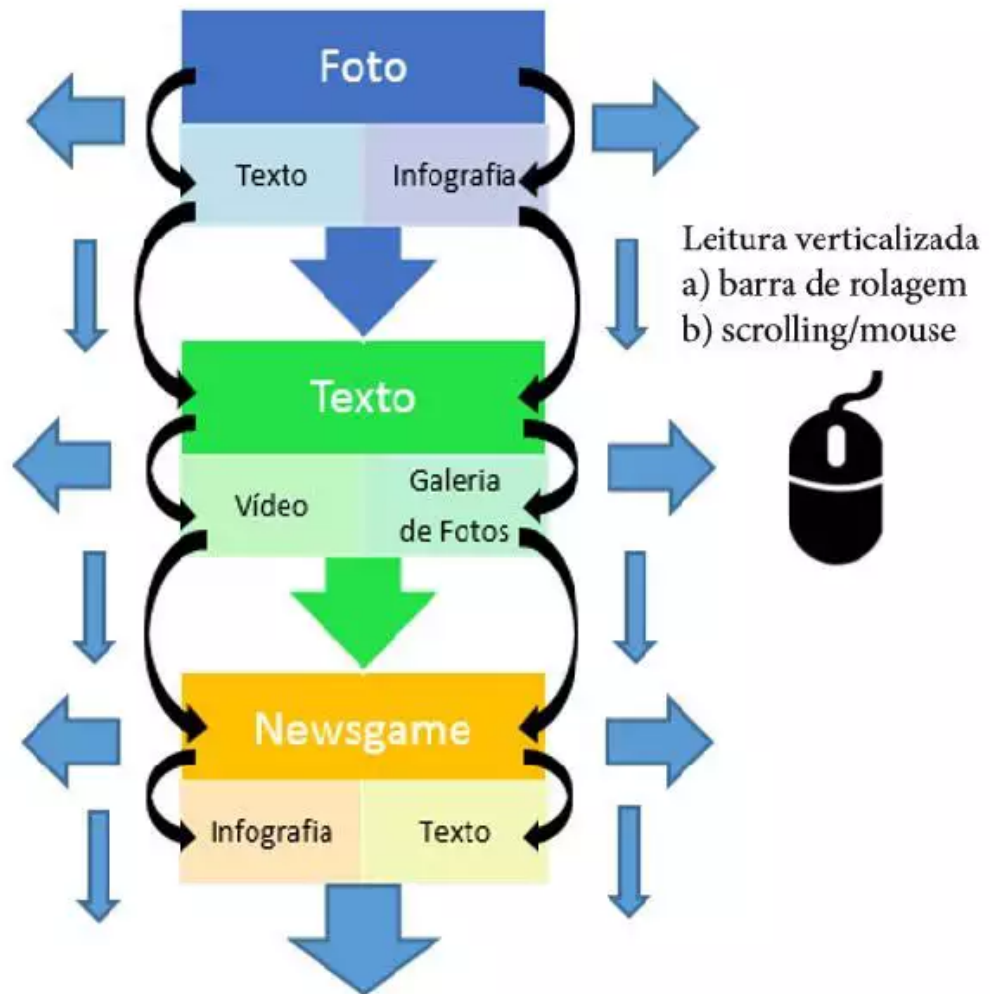 Foto
Texto
Infografia
Leitura verticalizada
a) barra de rolagem
b) scrolling/mouse
Texto
Vídeo
Galeria
de Fotos
Newsgame
Infografia
Texto